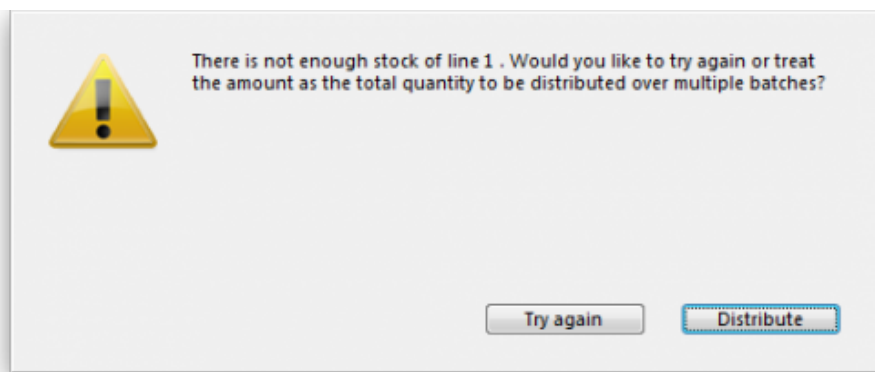 There is not enough stock of line 1 . Would you like to try again or treat
the amount as the total quantity to be distributed over multiple batches?
Try again
Distribute